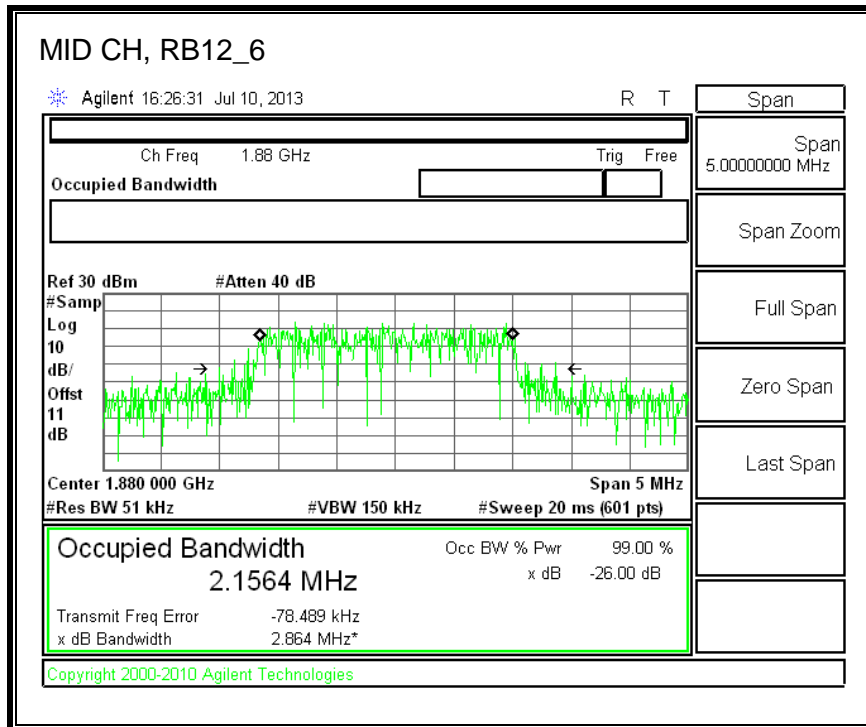 MID CH, RB12_6
Agilent 16:26:31 Jul 10, 2013 R T
Span
Ch Freq 1.88 GHz Trig Free
Occupied Bandwidth
Span
5.00000000 MHz
Span Zoom
Full Span
Zero Span
Last Span
Ref 30 dBm #Atten 40 dB
#Samp
Log
10
dB/
Offst
11
dB
Center 1.880 000 GHz Span 5 MHz
#Res BW 51 kHz #VBW 150 kHz #Sweep 20 ms (601 pts)
Occupied Bandwidth Occ BW % Pwr 99.00 %
2.1564 MHz x dB -26.00 dB
Transmit Freq Error -78.489 kHz
x dB Bandwidth 2.864 MHz*
Copyright 2000-2010 Agilent Technologies